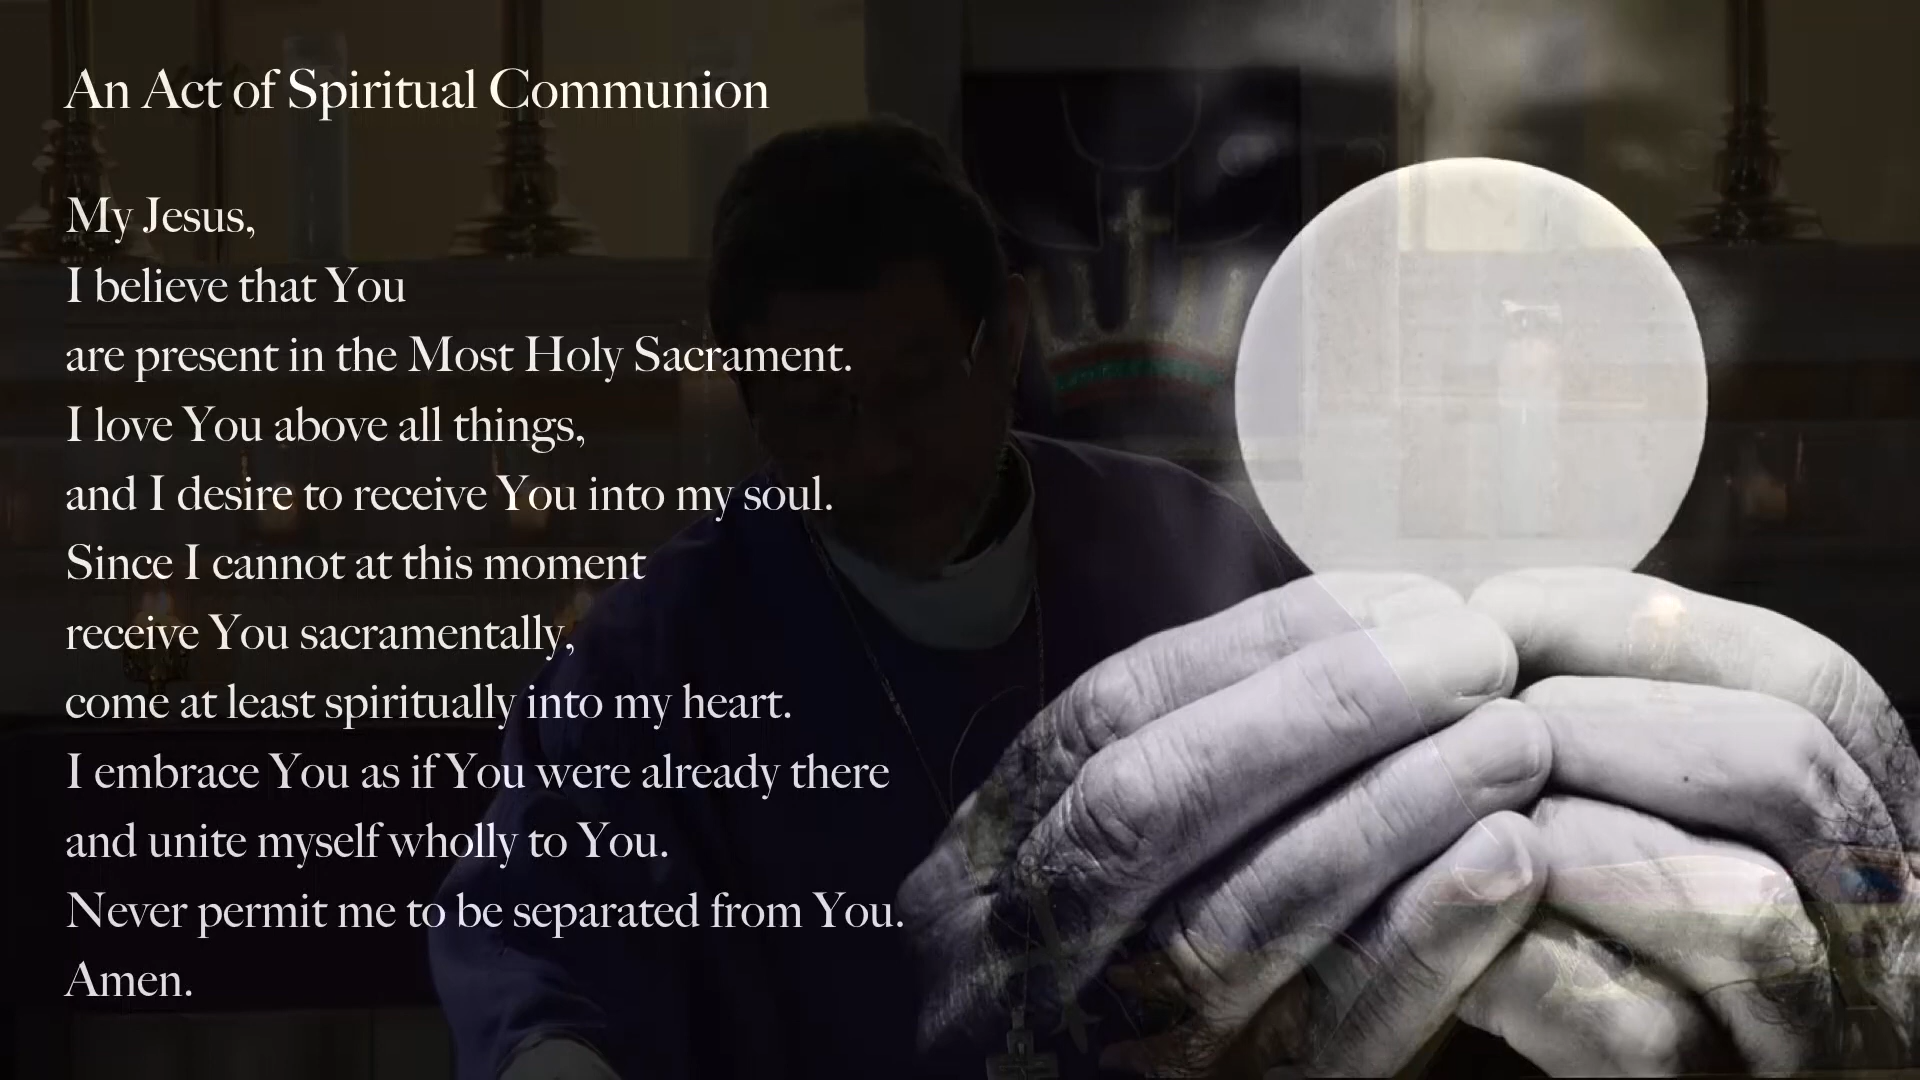 An Act of Spiritual Communion
My Jesus,
I believe that You
are present in the Most Holy Sacrament.
I love You above all things,
and I desire to receive You into my soul.
Since I cannot at this moment
receive You sacramentally,
come at least spiritually into my heart.
I embrace You as if You were already there
and unite myself wholly to You.
Never permit me to be separated from You.
Amen.